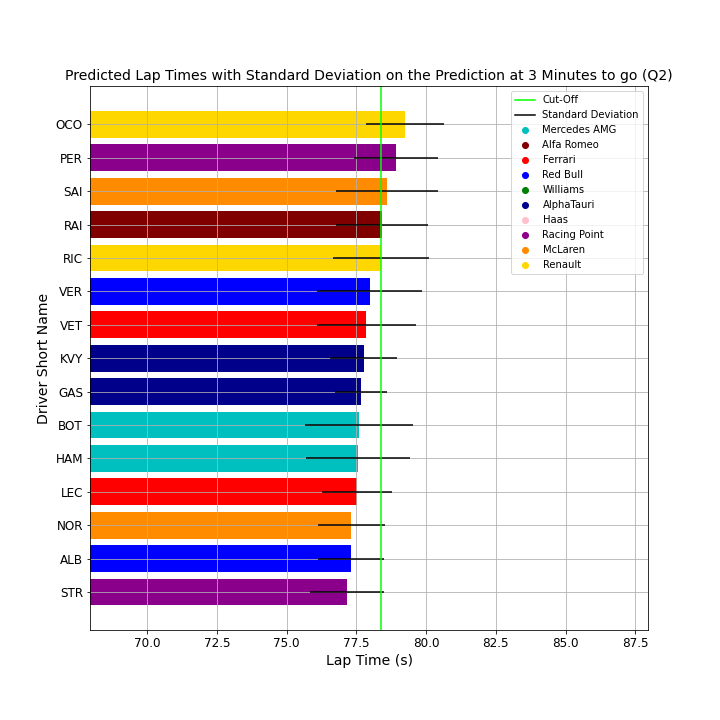 Predicted Lap Times with Standard Deviation on the Prediction at 3 Minutes to go (Q2)
Cut-Off
Standard Deviation
Mercedes AMG
Alfa Romeo
Ferrari
Red Bull
Williams
AlphaTauri
Haas
Racing Point
McLaren
Renault
Driver Short Name
OCO
PER
SAI
RAI
RIC
VER
VET
KVY
GAS
BOT
HAM
LEC
NOR
ALB
STR
70.0 72.5 75.0 77.5 80.0 82.5 85.0 87.5
Lap Time (s)